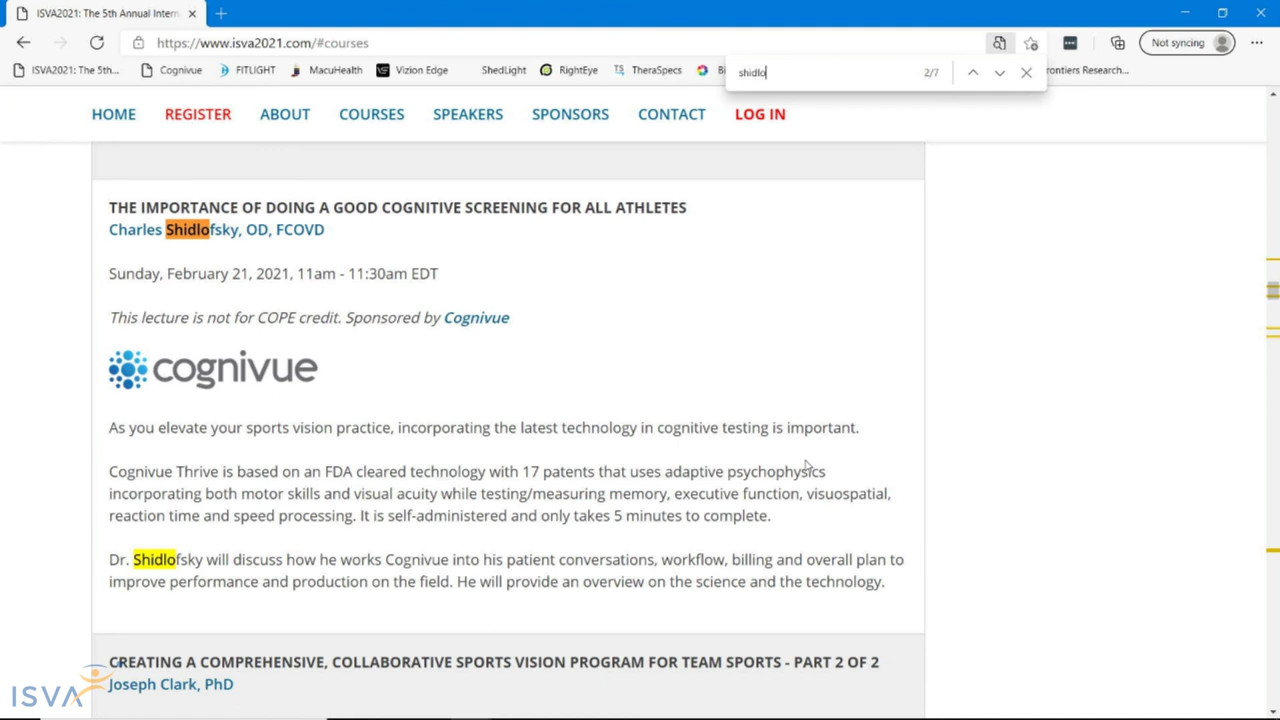 ISVA2021: The 5th Annual Intern
https://www.isva2021.com/#courses
Not syncing
ISVA2021: The 5th...
Cognivue
FITLIGHT
MacuHealth
Vizion Edge
ShedLight
RightEye
TS
TheraSpecs
rontiers Research...
shidlo
2/7
HOME
REGISTER
ABOUT
COURSES
SPEAKERS
SPONSORS
CONTACT
LOG IN
THE IMPORTANCE OF DOING A GOOD COGNITIVE SCREENING FOR ALL ATHLETES
Charles Shidlofsky, OD, FCOVD
Sunday, February 21, 2021, 11am - 11:30am EDT
This lecture is not for COPE credit. Sponsored by Cognivue
cognivue
As you elevate your sports vision practice, incorporating the latest technology in cognitive testing is important.
Cognivue Thrive is based on an FDA cleared technology with 17 patents that uses adaptive psychophysics
incorporating both motor skills and visual acuity while testing/measuring memory, executive function, visuospatial,
reaction time and speed processing. It is self-administered and only takes 5 minutes to complete.
Dr. Shidlofsky will discuss how he works Cognivue into his patient conversations, workflow, billing and overall plan to
improve performance and production on the field. He will provide an overview on the science and the technology.
CREATING A COMPREHENSIVE, COLLABORATIVE SPORTS VISION PROGRAM FOR TEAM SPORTS - PART 2 OF 2
Joseph Clark, PhD
ISVA